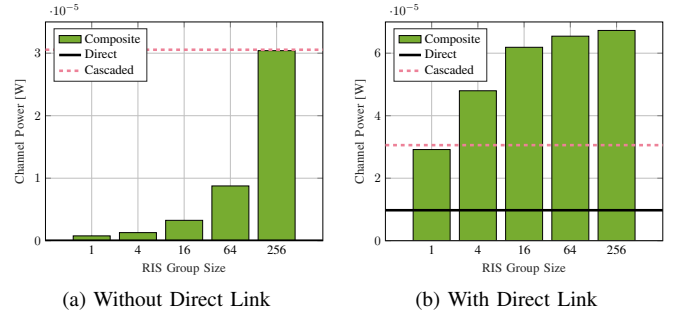 ·10⁻⁵
Composite
Direct
Cascaded
3
2
1
0
Channel Power [W]
1 4 16 64 256
RIS Group Size
(a) Without Direct Link
·10⁻⁵
Composite
Direct
Cascaded
6
4
2
0
Channel Power [W]
1 4 16 64 256
RIS Group Size
(b) With Direct Link